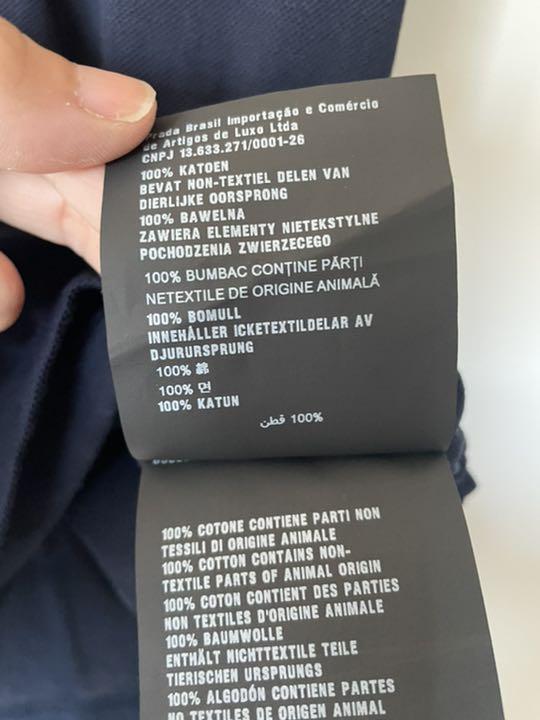 Prada Brasil Importação e Comércio
de Artigos de Luxo Ltda
CNPJ 13.633.271/0001-26
100% KATOEN
BEVAT NON-TEXTIEL DELEN VAN
DIERLIJKE OORSPRONG
100% BAWELNA
ZAWIERA ELEMENTY NIETEKSTYLNE
POCHODZENIA ZWIERZECEGO
100% BUMBAC CONȚINE PĂRȚI
NETEXTILE DE ORIGINE ANIMALĂ
100% BOMULL
INNEHÅLLER ICKETEXTILDELAR AV
DJURURSPRUNG
100% 綿
100% 면
100% KATUN
100% قطن
100% COTONE CONTIENE PARTI NON
TESSILI DI ORIGINE ANIMALE
100% COTTON CONTAINS NON-
TEXTILE PARTS OF ANIMAL ORIGIN
100% COTON CONTIENT DES PARTIES
NON TEXTILES D'ORIGINE ANIMALE
100% BAUMWOLLE
ENTHÄLT NICHTTEXTILE TEILE
TIERISCHEN URSPRUNGS
100% ALGODÓN CONTIENE PARTES
NO TEXTILES DE ORIGEN ANIMAL